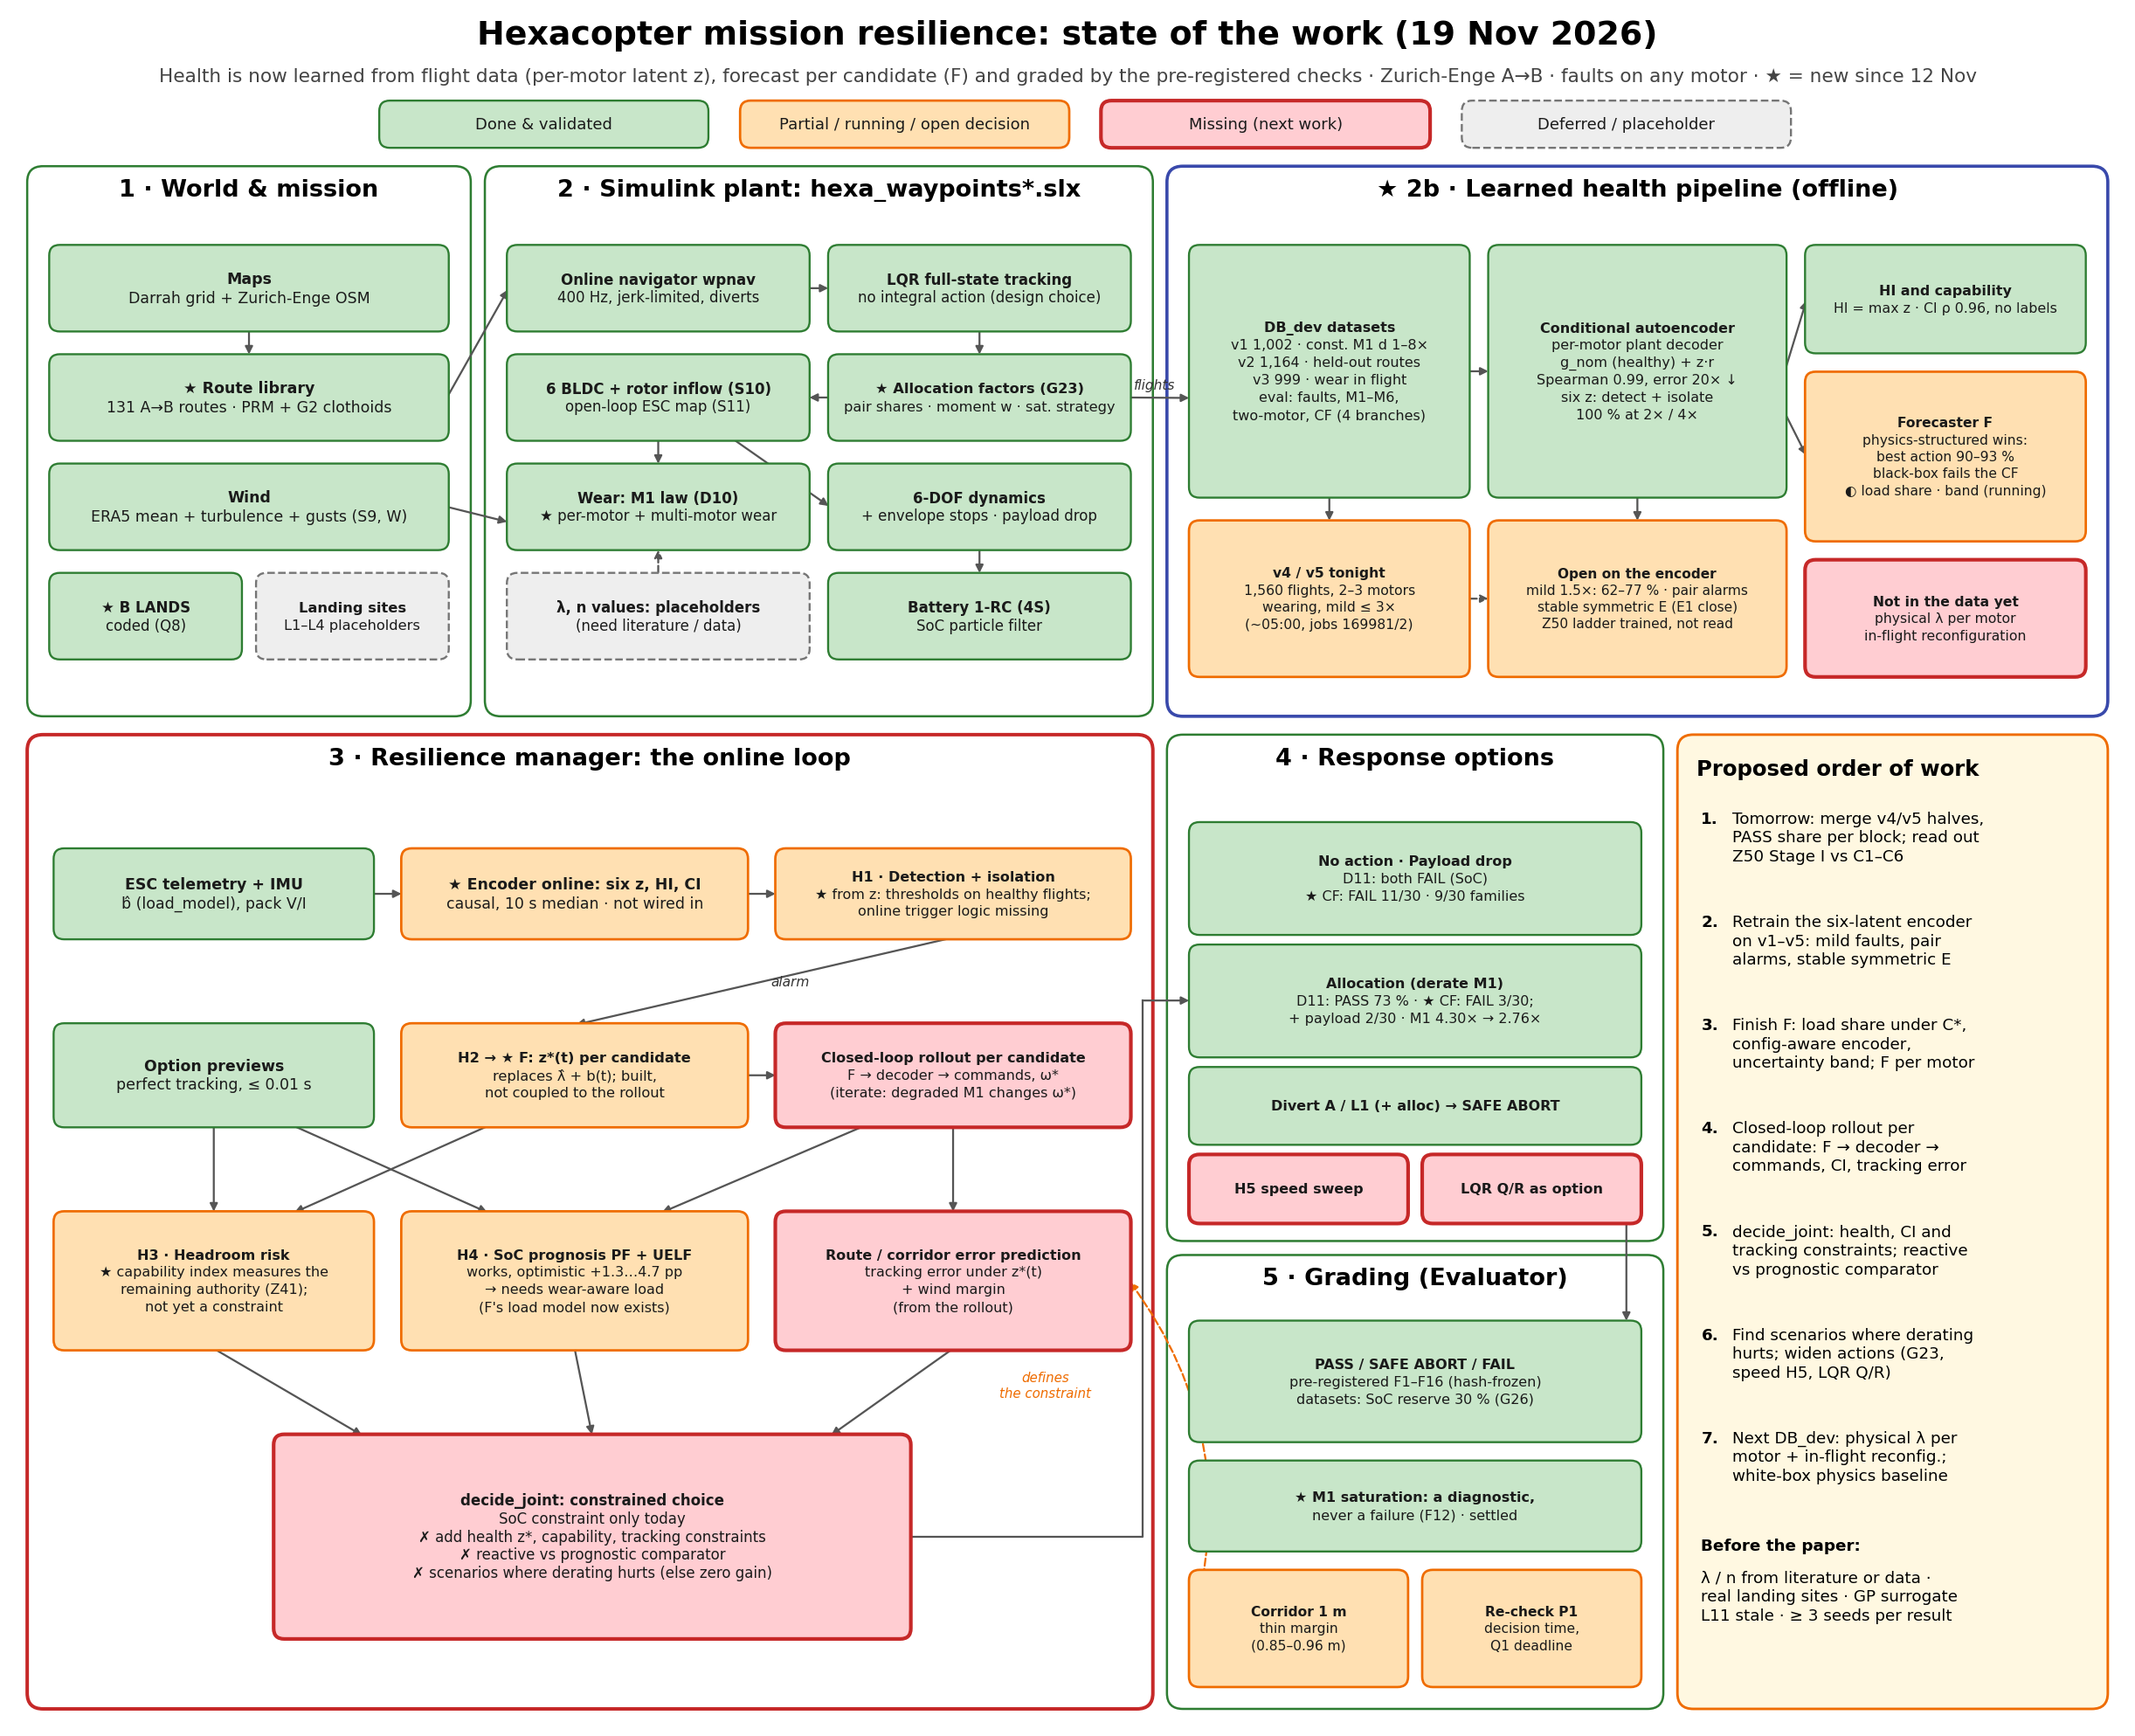 Hexacopter mission resilience: state of the work (19 Nov 2026)
Health is now learned from flight data (per-motor latent z), forecast per candidate (F) and graded by the pre-registered checks · Zurich-Enge A→B · faults on any motor · ★ = new since 12 Nov
Done & validated
Partial / running / open decision
Missing (next work)
Deferred / placeholder
1 · World & mission
Maps
Darrah grid + Zurich-Enge OSM
★ Route library
131 A→B routes · PRM + G2 clothoids
Wind
ERA5 mean + turbulence + gusts (S9, W)
★ B LANDS
coded (Q8)
Landing sites
L1–L4 placeholders
2 · Simulink plant: hexa_waypoints*.slx
Online navigator wpnav
400 Hz, jerk-limited, diverts
LQR full-state tracking
no integral action (design choice)
6 BLDC + rotor inflow (S10)
open-loop ESC map (S11)
★ Allocation factors (G23)
pair shares · moment w · sat. strategy
Wear: M1 law (D10)
★ per-motor + multi-motor wear
6-DOF dynamics
+ envelope stops · payload drop
λ, n values: placeholders
(need literature / data)
Battery 1-RC (4S)
SoC particle filter
flights
★ 2b · Learned health pipeline (offline)
DB_dev datasets
v1 1,002 · const. M1 d 1–8×
v2 1,164 · held-out routes
v3 999 · wear in flight
eval: faults, M1–M6,
two-motor, CF (4 branches)
Conditional autoencoder
per-motor plant decoder
g_nom (healthy) + z·r
Spearman 0.99, error 20× ↓
six z: detect + isolate
100 % at 2× / 4×
HI and capability
HI = max z · CI ρ 0.96, no labels
Forecaster F
physics-structured wins:
best action 90–93 %
black-box fails the CF
◐ load share · band (running)
v4 / v5 tonight
1,560 flights, 2–3 motors
wearing, mild ≤ 3×
(~05:00, jobs 169981/2)
Open on the encoder
mild 1.5×: 62–77 % · pair alarms
stable symmetric E (E1 close)
Z50 ladder trained, not read
Not in the data yet
physical λ per motor
in-flight reconfiguration
3 · Resilience manager: the online loop
ESC telemetry + IMU
b̂ (load_model), pack V/I
★ Encoder online: six z, HI, CI
causal, 10 s median · not wired in
H1 · Detection + isolation
★ from z: thresholds on healthy flights;
online trigger logic missing
alarm
Option previews
perfect tracking, ≤ 0.01 s
H2 → ★ F: z*(t) per candidate
replaces λ̂ + b(t); built,
not coupled to the rollout
Closed-loop rollout per candidate
F → decoder → commands, ω*
(iterate: degraded M1 changes ω*)
H3 · Headroom risk
★ capability index measures the
remaining authority (Z41);
not yet a constraint
H4 · SoC prognosis PF + UELF
works, optimistic +1.3…4.7 pp
→ needs wear-aware load
(F's load model now exists)
Route / corridor error prediction
tracking error under z*(t)
+ wind margin
(from the rollout)
defines
the constraint
decide_joint: constrained choice
SoC constraint only today
✗ add health z*, capability, tracking constraints
✗ reactive vs prognostic comparator
✗ scenarios where derating hurts (else zero gain)
4 · Response options
No action · Payload drop
D11: both FAIL (SoC)
★ CF: FAIL 11/30 · 9/30 families
Allocation (derate M1)
D11: PASS 73 % · ★ CF: FAIL 3/30;
+ payload 2/30 · M1 4.30× → 2.76×
Divert A / L1 (+ alloc) → SAFE ABORT
H5 speed sweep
LQR Q/R as option
5 · Grading (Evaluator)
PASS / SAFE ABORT / FAIL
pre-registered F1–F16 (hash-frozen)
datasets: SoC reserve 30 % (G26)
★ M1 saturation: a diagnostic,
never a failure (F12) · settled
Corridor 1 m
thin margin
(0.85–0.96 m)
Re-check P1
decision time,
Q1 deadline
Proposed order of work
1. Tomorrow: merge v4/v5 halves,
PASS share per block; read out
Z50 Stage I vs C1–C6
2. Retrain the six-latent encoder
on v1–v5: mild faults, pair
alarms, stable symmetric E
3. Finish F: load share under C*,
config-aware encoder,
uncertainty band; F per motor
4. Closed-loop rollout per
candidate: F → decoder →
commands, CI, tracking error
5. decide_joint: health, CI and
tracking constraints; reactive
vs prognostic comparator
6. Find scenarios where derating
hurts; widen actions (G23,
speed H5, LQR Q/R)
7. Next DB_dev: physical λ per
motor + in-flight reconfig.;
white-box physics baseline
Before the paper:
λ / n from literature or data ·
real landing sites · GP surrogate
L11 stale · ≥ 3 seeds per result